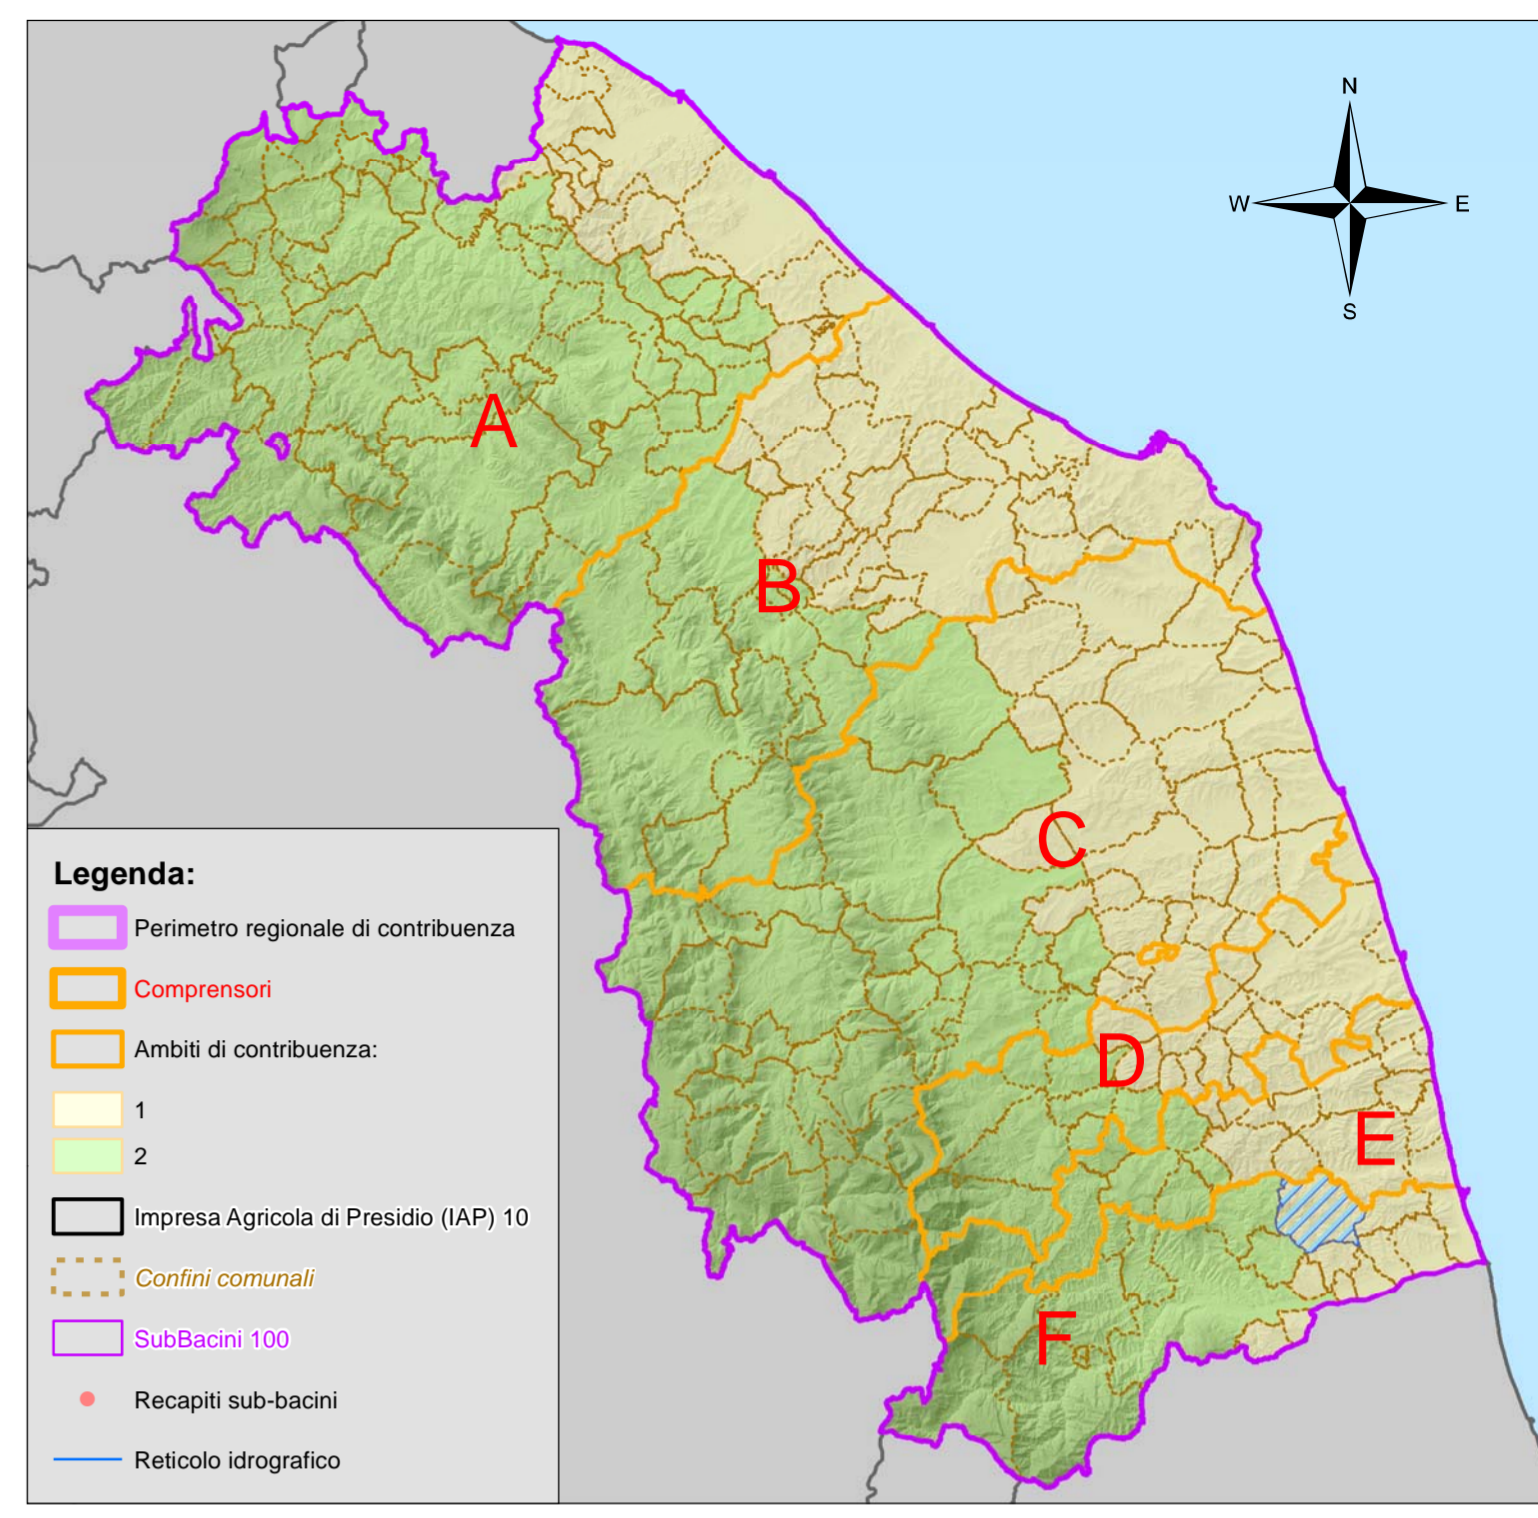 N
W E
S
A
B
C
D
E
F
Legenda:
Perimetro regionale di contribuenza
Comprensori
Ambiti di contribuenza:
1
2
Impresa Agricola di Presidio (IAP) 10
Confini comunali
SubBacini 100
Recapiti sub-bacini
Reticolo idrografico